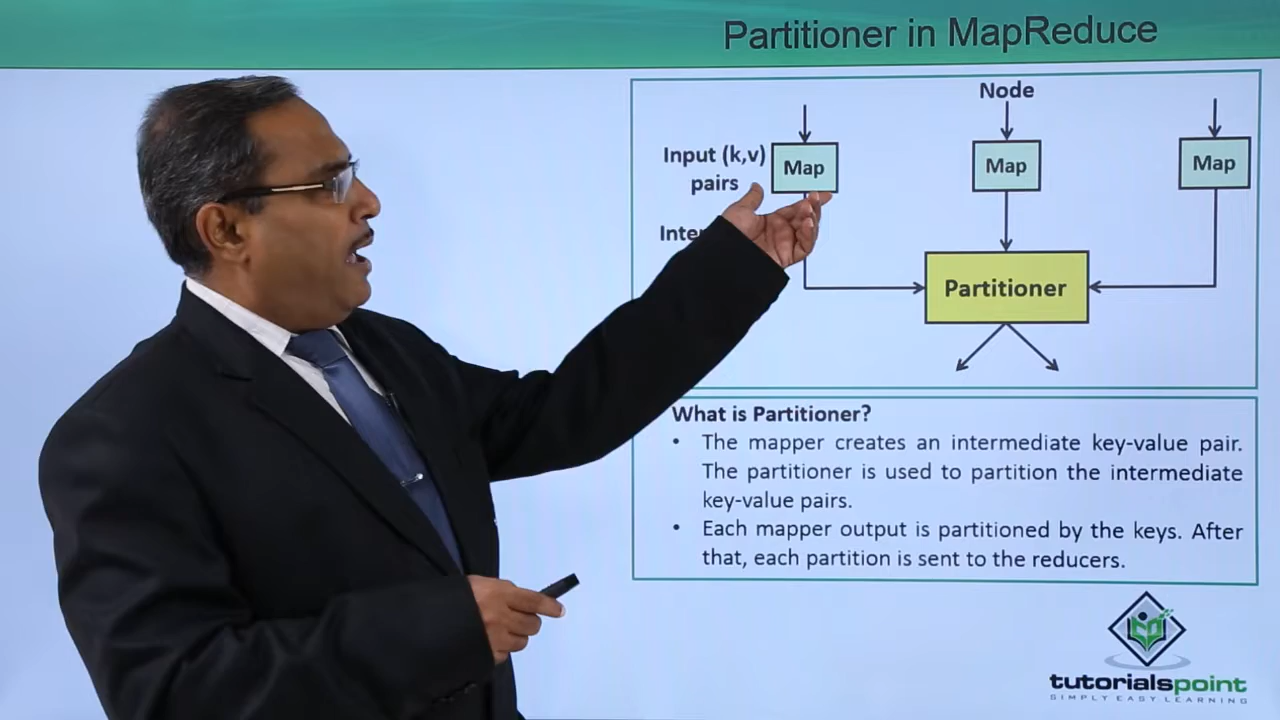 Partitioner in MapReduce
Node
Input (k,v)
pairs
Map
Map
Map
Partitioner
What is Partitioner?
• The mapper creates an intermediate key-value pair.
The partitioner is used to partition the intermediate
key-value pairs.
• Each mapper output is partitioned by the keys. After
that, each partition is sent to the reducers.
tutorialspoint
SIMPLY EASY LEARNING